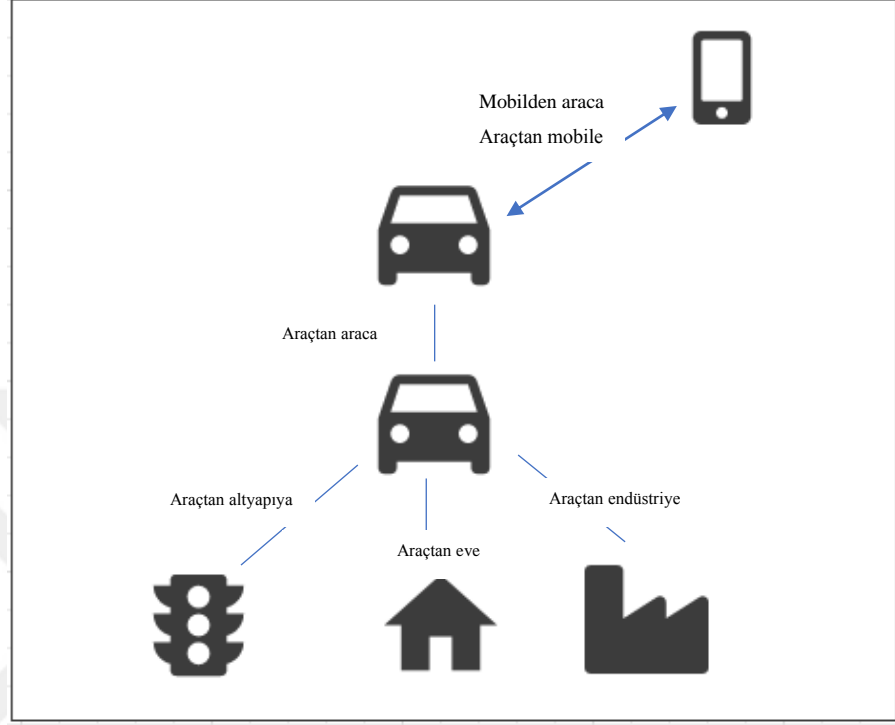 Mobilden araca
Araçtan mobile
Araçtan araca
Araçtan altyapıya
Araçtan endüstriye
Araçtan eve